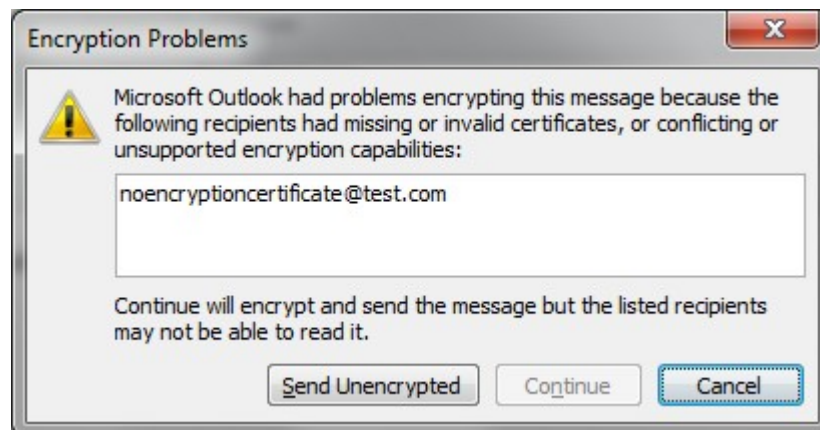 Encryption Problems
Microsoft Outlook had problems encrypting this message because the
following recipients had missing or invalid certificates, or conflicting or
unsupported encryption capabilities:
noencryptioncertificate@test.com
Continue will encrypt and send the message but the listed recipients
may not be able to read it.
Send Unencrypted Continue Cancel